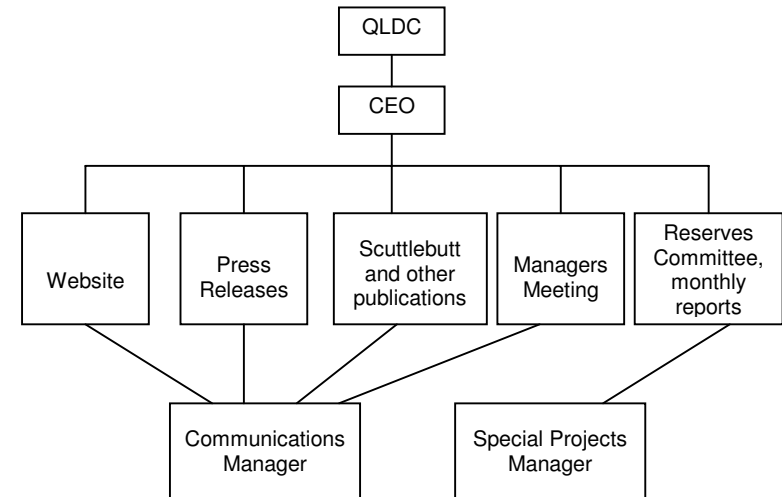 QLDC
CEO
Website
Press
Releases
Scuttlebutt
and other
publications
Managers
Meeting
Reserves
Committee,
monthly
reports
Communications
Manager
Special Projects
Manager